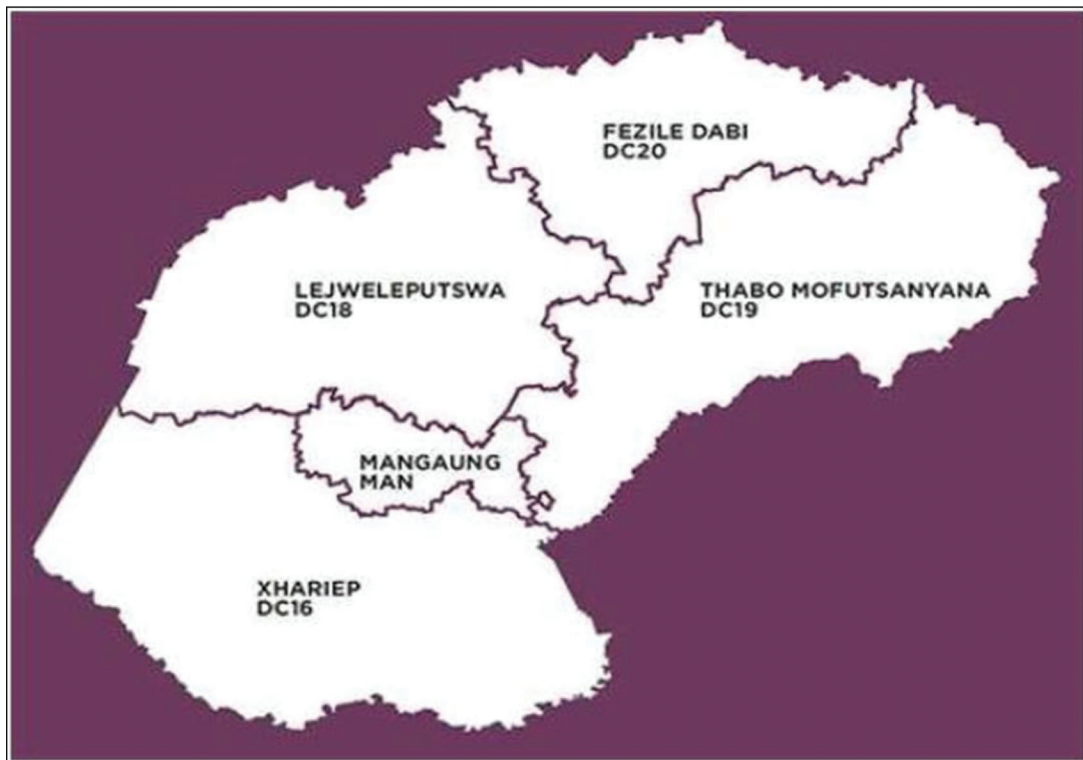 FEZILE DABI
DC20
LEJWELEPUTSWA
DC18
THABO MOFUTSANYANA
DC19
MANGAUNG
MAN
XHARIEP
DC16